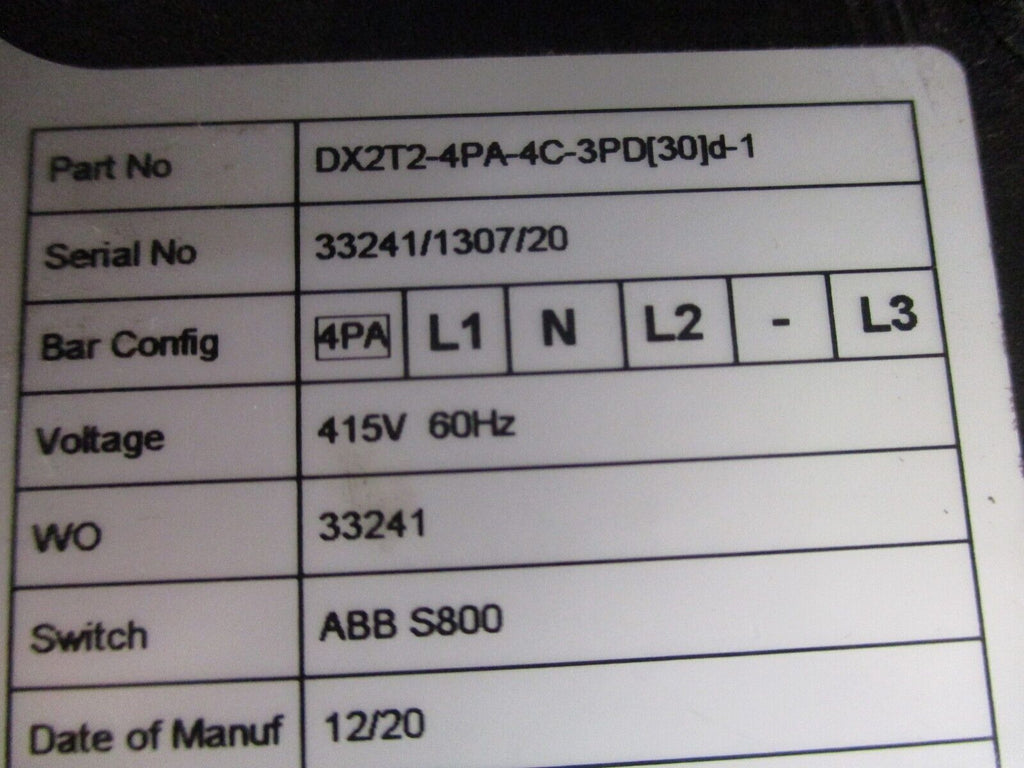 Part No DX2T2-4PA-4C-3PD[30]d-1
Serial No 33241/1307/20
Bar Config 4PA L1 N L2 - L3
Voltage 415V 60Hz
WO 33241
Switch ABB S800
Date of Manuf 12/20